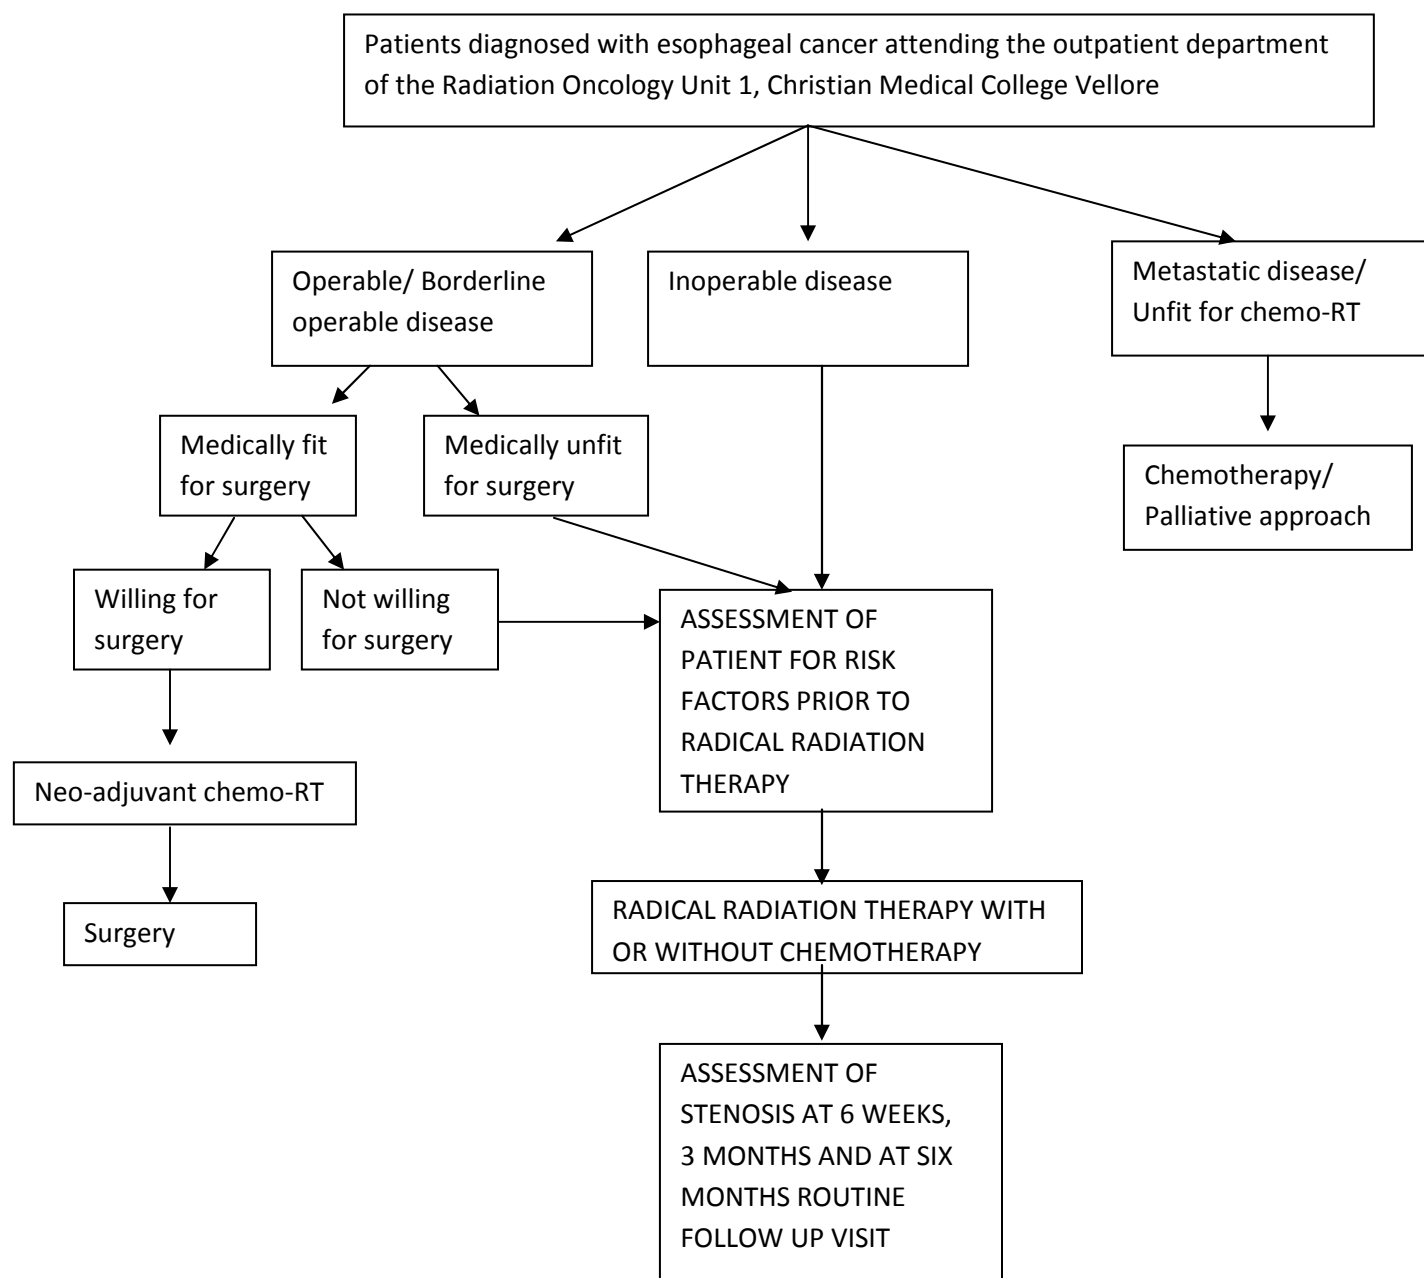 Patients diagnosed with esophageal cancer attending the outpatient department
of the Radiation Oncology Unit 1, Christian Medical College Vellore
Operable/ Borderline
operable disease
Inoperable disease
Metastatic disease/
Unfit for chemo-RT
Medically fit
for surgery
Medically unfit
for surgery
Chemotherapy/
Palliative approach
Willing for
surgery
Not willing
for surgery
ASSESSMENT OF
PATIENT FOR RISK
FACTORS PRIOR TO
RADICAL RADIATION
THERAPY
Neo-adjuvant chemo-RT
Surgery
RADICAL RADIATION THERAPY WITH
OR WITHOUT CHEMOTHERAPY
ASSESSMENT OF
STENOSIS AT 6 WEEKS,
3 MONTHS AND AT SIX
MONTHS ROUTINE
FOLLOW UP VISIT